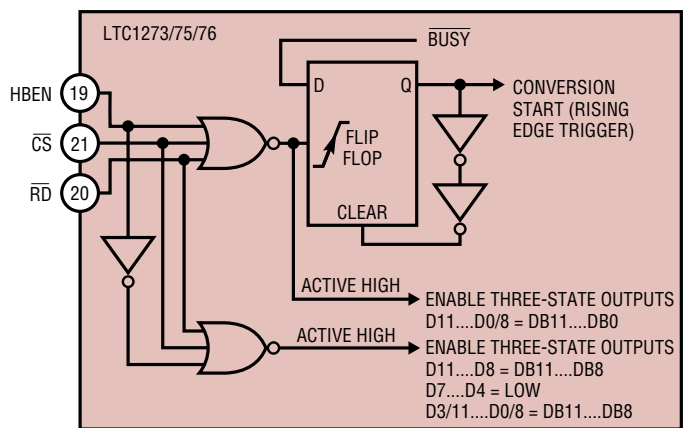 LTC1273/75/76
BUSY
HBEN 19
CS 21
RD 20
D Q
FLIP
FLOP
CLEAR
CONVERSION
START (RISING
EDGE TRIGGER)
ACTIVE HIGH
ENABLE THREE-STATE OUTPUTS
D11....D0/8 = DB11....DB0
ACTIVE HIGH
ENABLE THREE-STATE OUTPUTS
D11....D8 = DB11....DB8
D7....D4 = LOW
D3/11....D0/8 = DB11....DB8